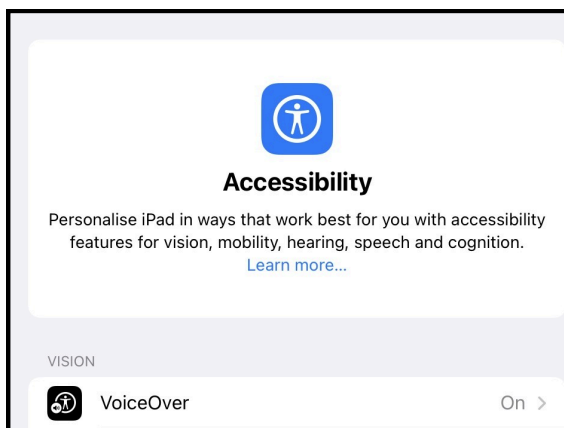 Accessibility
Personalise iPad in ways that work best for you with accessibility
features for vision, mobility, hearing, speech and cognition.
Learn more...
VISION
VoiceOver On